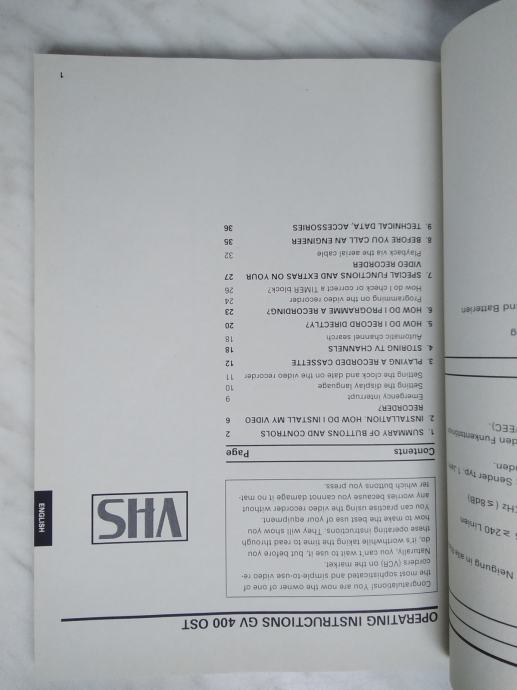 OPERATING INSTRUCTIONS GV 400 OST
Congratulations! You are now the owner of one of
the most sophisticated and simple-to-use video re-
corders (VCR) on the market.
Naturally, you can't wait to use it, but before you
do, it's worthwhile taking the time to read through
these operating instructions. They will show you
how to make the best use of your equipment.
You can practise using the video recorder without
any worries because you cannot damage it no mat-
ter which buttons you press.
VHS
ENGLISH
Contents Page
1. SUMMARY OF BUTTONS AND CONTROLS 2
2. INSTALLATION. HOW DO I INSTALL MY VIDEO 6
RECORDER?
Emergency interrupt 9
Setting the display language 10
Setting the clock and date on the video recorder 11
3. PLAYING A RECORDED CASSETTE 12
4. STORING TV CHANNELS 18
Automatic channel search 18
5. HOW DO I RECORD DIRECTLY? 20
6. HOW DO I PROGRAMME A RECORDING? 23
Programming on the video recorder 24
How do I check or correct a TIMER block? 26
7. SPECIAL FUNCTIONS AND EXTRAS ON YOUR 27
VIDEO RECORDER
Playback via the aerial cable 32
8. BEFORE YOU CALL AN ENGINEER 35
9. TECHNICAL DATA, ACCESSORIES 36
1
Neigung in
≥ 240 Linien
(≤ 8dB)
Sender Typ. 1
den.
den Funkentstöru
EEC).
g
nd Batterien